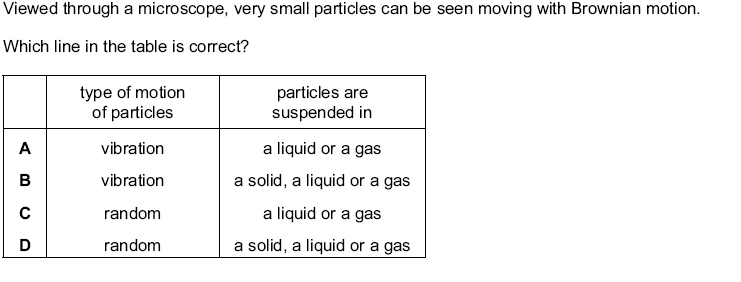 Viewed through a microscope, very small particles can be seen moving with Brownian motion.
Which line in the table is correct?
type of motion of particles particles are suspended in
A vibration a liquid or a gas
B vibration a solid, a liquid or a gas
C random a liquid or a gas
D random a solid, a liquid or a gas